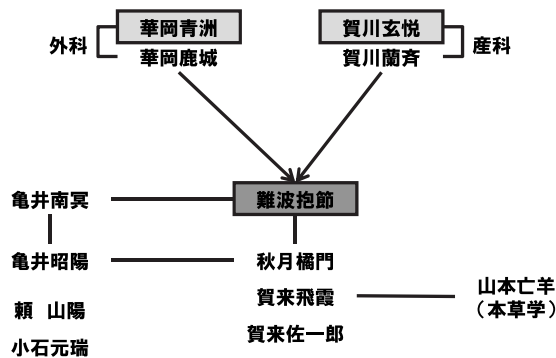 華岡青洲
賀川玄悦
外科
産科
華岡鹿城
賀川蘭斉
亀井南冥
難波抱節
亀井昭陽
秋月橘門
賀来飛霞
山本亡羊
（本草学）
頼 山陽
賀来佐一郎
小石元瑞